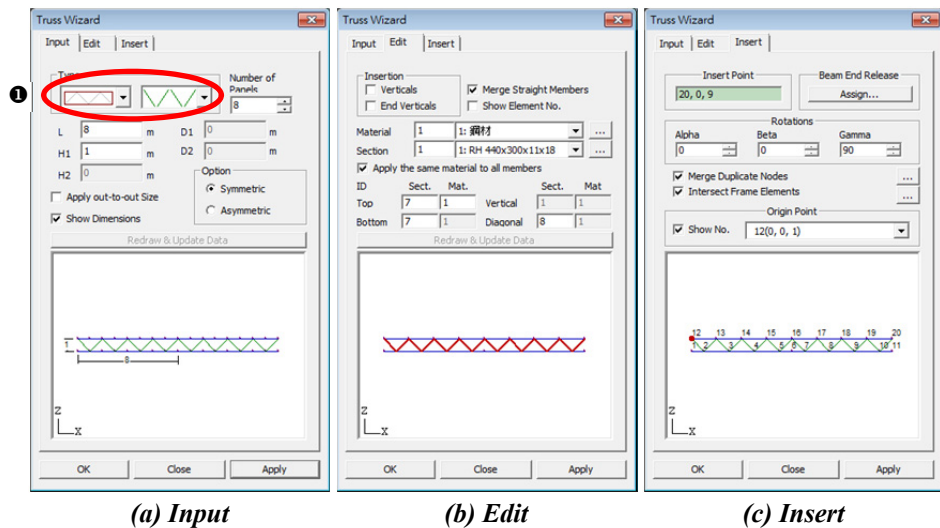 Truss Wizard
Input Edit Insert
❶
Type
Number of
Panels
8
L 8 m D1 0 m
H1 1 m D2 0 m
H2 0 m
Option
Symmetric
Asymmetric
Apply out-to-out Size
Show Dimensions
Redraw & Update Data
1
8
Z
X
OK Close Apply
(a) Input
Truss Wizard
Input Edit Insert
Insertion
Verticals
End Verticals
Merge Straight Members
Show Element No.
Material 1 1: 鋼材 ...
Section 1 1: RH 440x300x11x18 ...
Apply the same material to all members
ID Sect. Mat. Sect. Mat
Top 7 1 Vertical 1 1
Bottom 7 1 Diagonal 8 1
Redraw & Update Data
Z
X
OK Close Apply
(b) Edit
Truss Wizard
Input Edit Insert
Insert Point
20, 0, 9
Beam End Release
Assign...
Rotations
Alpha Beta Gamma
0 0 90
Merge Duplicate Nodes ...
Intersect Frame Elements ...
Origin Point
Show No. 12(0, 0, 1)
12 13 14 15 16 17 18 19 20
1 2 3 4 5 6 7 8 9 10 11
Z
X
OK Close Apply
(c) Insert